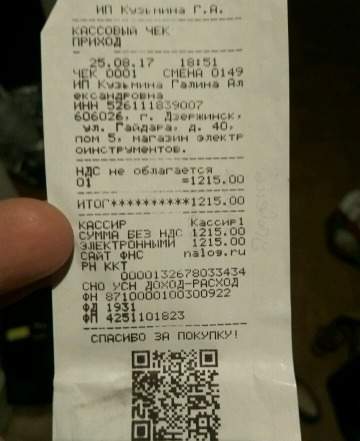 ИП Кузьмина Г.А.
КАССОВЫЙ ЧЕК
ПРИХОД
25.08.17 18:51
ЧЕК 0001 СМЕНА 0149
ИП Кузьмина Галина Ал
ександровна
ИНН 526111839007
606026, г. Дзержинск,
ул. Гайдара, д. 40,
пом 5, магазин электр
оинструментов.
НДС не облагается
01 =1215.00
ИТОГ**********1215.00
КАССИР Кассир1
СУММА БЕЗ НДС 1215.00
ЭЛЕКТРОННЫМИ 1215.00
САЙТ ФНС nalog.ru
РН ККТ
0000132678033434
СНО УСН ДОХОД-РАСХОД
ФН 8710000100300922
ФД 1931
ФП 4251101823
СПАСИБО ЗА ПОКУПКУ!